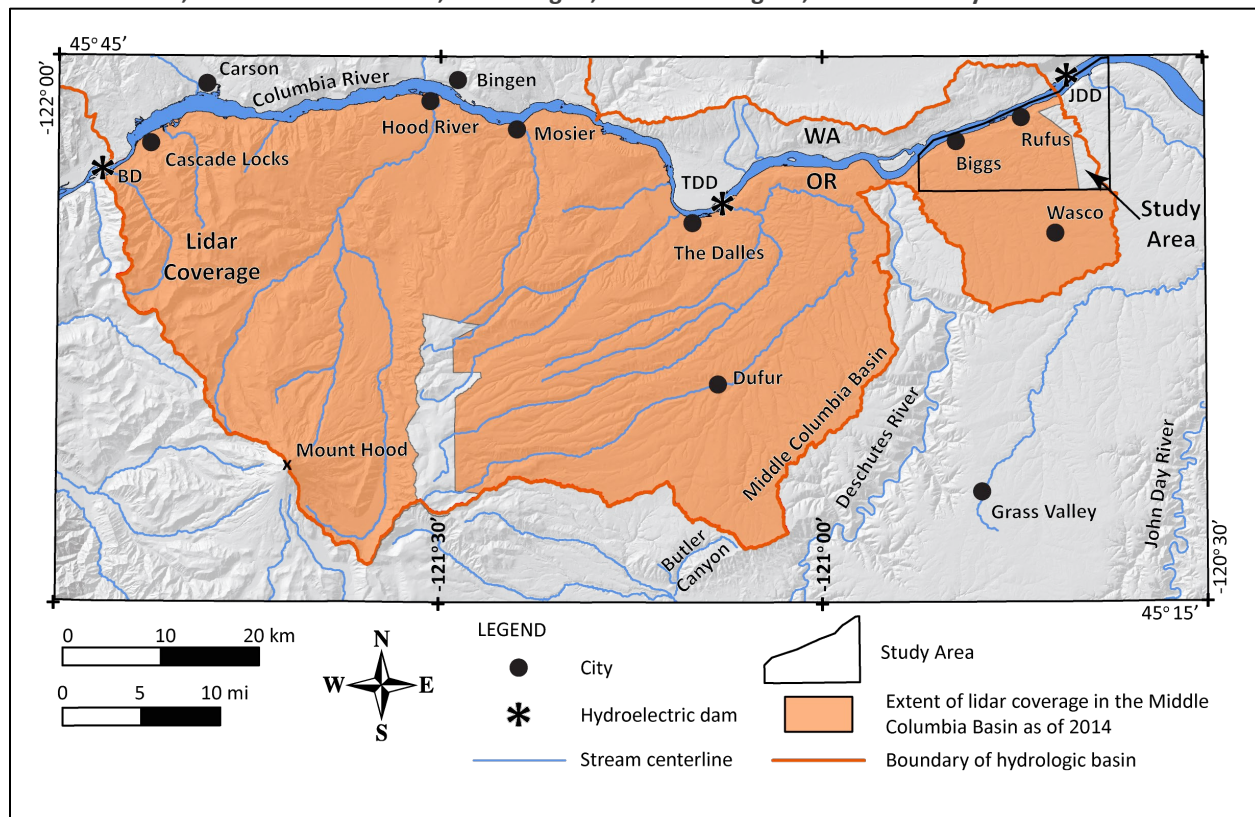 45°45′
-122°00′
Carson
Columbia River
Bingen
Hood River
Mosier
Cascade Locks
BD
WA
OR
JDD
Rufus
Biggs
Study
Area
TDD
The Dalles
Wasco
Lidar
Coverage
Dufur
Middle Columbia Basin
Deschutes River
Mount Hood
Grass Valley
John Day River
Butler
Canyon
-121°30′
-121°00′
-120°30′
45°15′
0 10 20 km
0 5 10 mi
N
W E
S
LEGEND
City
Hydroelectric dam
Stream centerline
Study Area
Extent of lidar coverage in the Middle
Columbia Basin as of 2014
Boundary of hydrologic basin